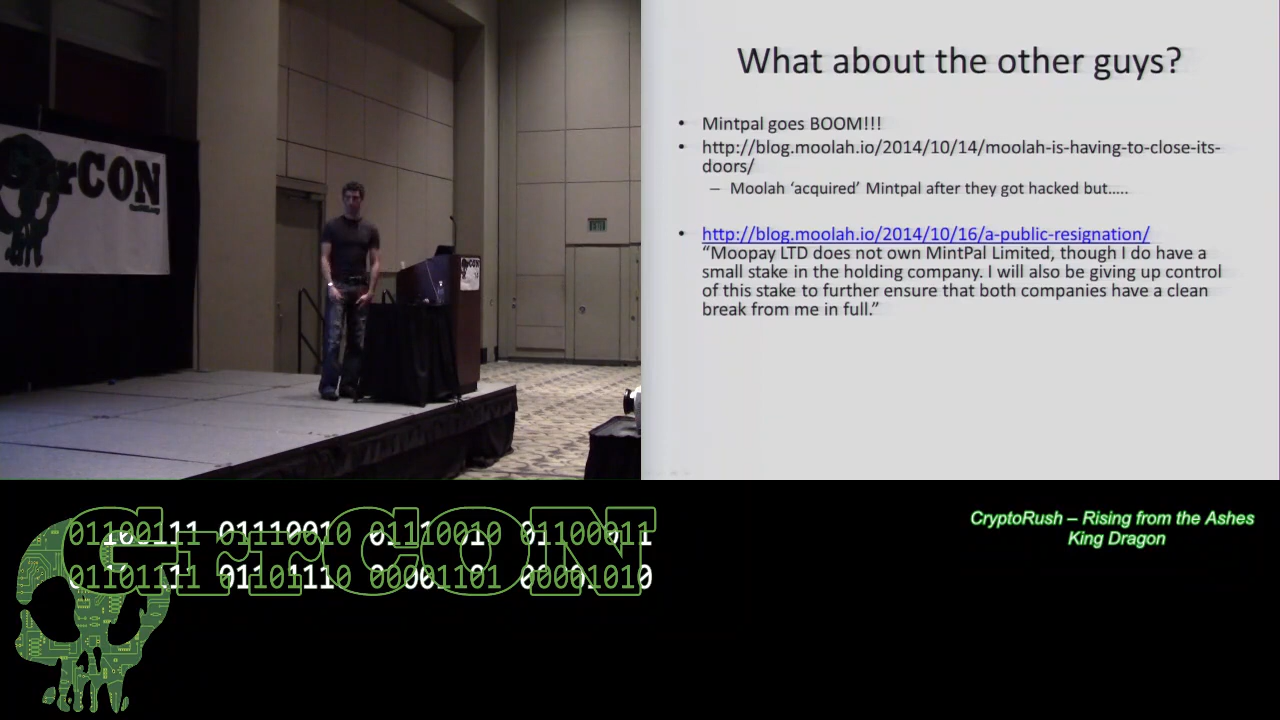 GrrCON
What about the other guys?
• Mintpal goes BOOM!!!
• http://blog.moolah.io/2014/10/14/moolah-is-having-to-close-its-
doors/
– Moolah ‘acquired’ Mintpal after they got hacked but…..
• http://blog.moolah.io/2014/10/16/a-public-resignation/
“Moopay LTD does not own MintPal Limited, though I do have a
small stake in the holding company. I will also be giving up control
of this stake to further ensure that both companies have a clean
break from me in full.”
EXIT
GrrCON
01100111 01110010 01110010 01100011
01101111 01101110 00001101 00001010
CryptoRush – Rising from the Ashes
King Dragon